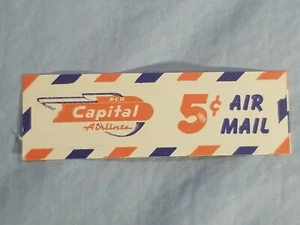 PCA
Capital
Airlines
5¢ AIR
MAIL